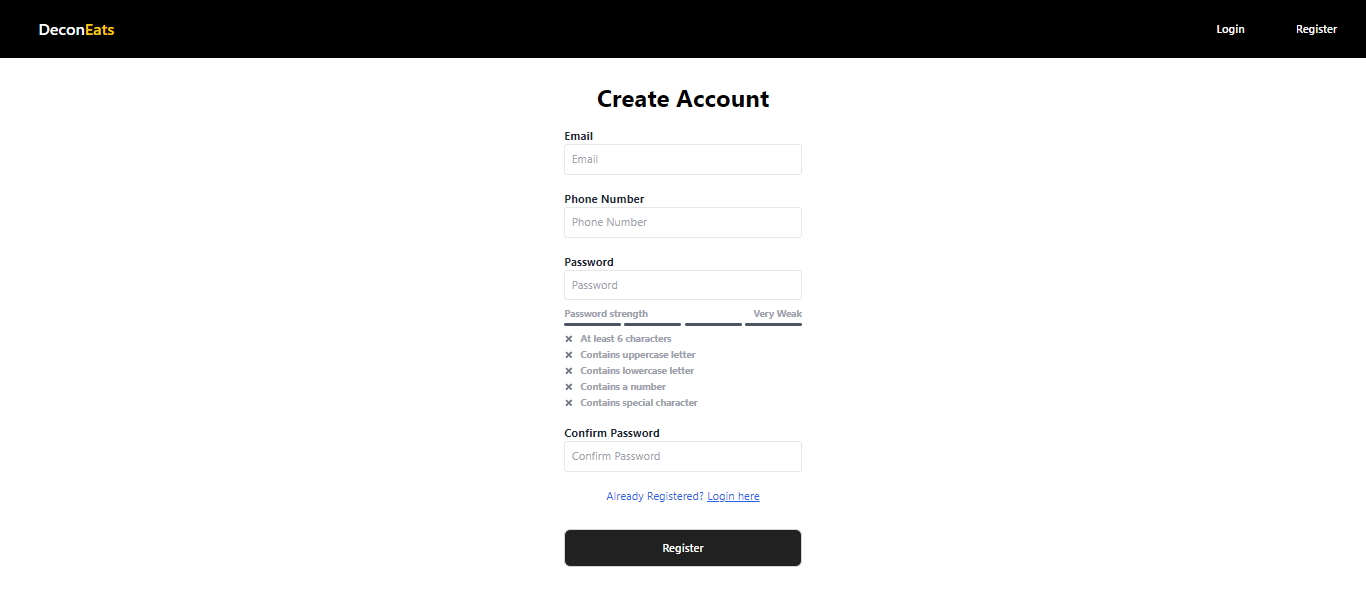 DeconEats
Login
Register
Create Account
Email
Email
Phone Number
Phone Number
Password
Password
Password strength
Very Weak
At least 6 characters
Contains uppercase letter
Contains lowercase letter
Contains a number
Contains special character
Confirm Password
Confirm Password
Already Registered? Login here
Register